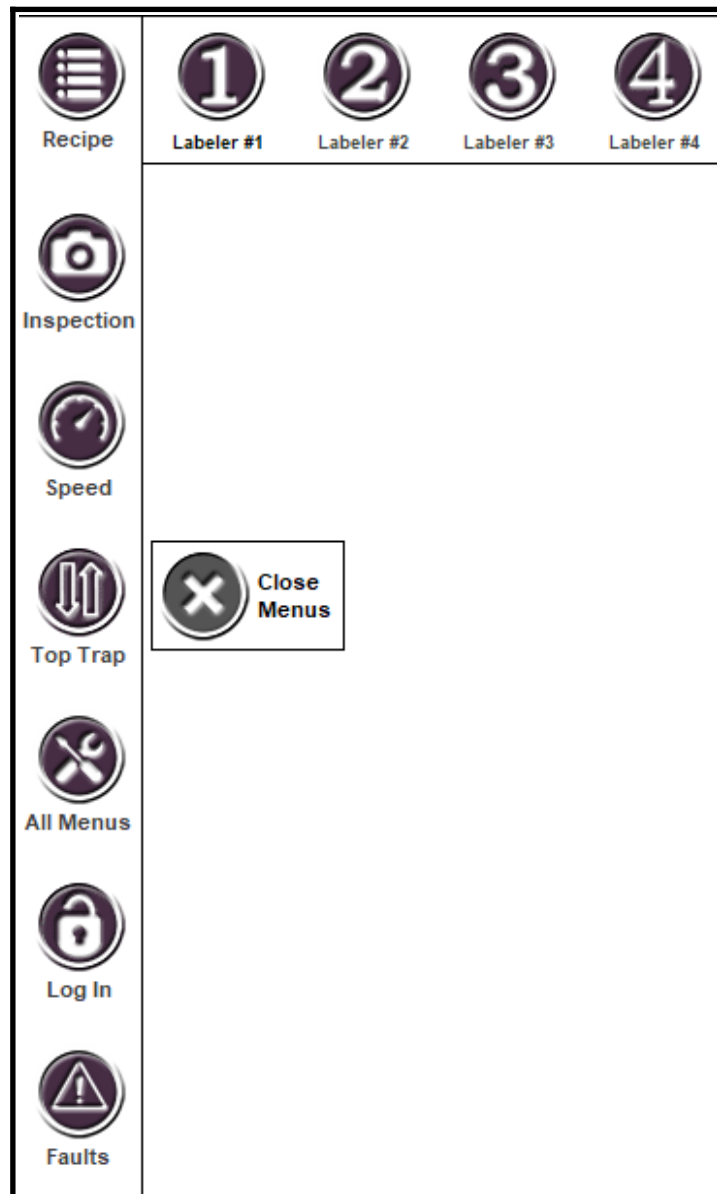 1
2
3
4
Recipe
Labeler #1
Labeler #2
Labeler #3
Labeler #4
Inspection
Speed
Close
Menus
Top Trap
All Menus
Log In
Faults